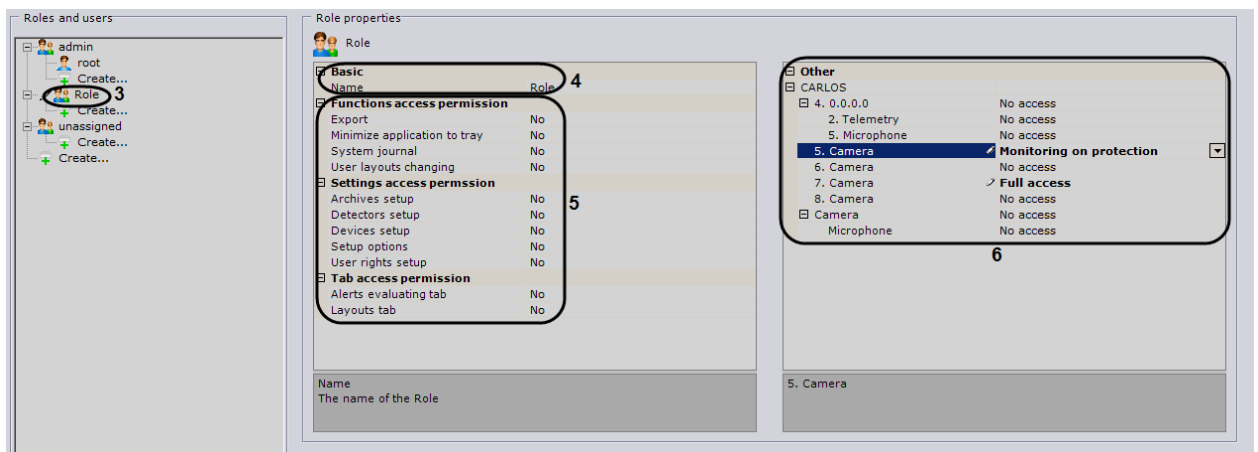 Roles and users
admin
root
Create...
Role 3
Create...
unassigned
Create...
Create...
Role properties
Role
Basic
Name Role
4
Functions access permission
Export No
Minimize application to tray No
System journal No
User layouts changing No
Settings access permssion
Archives setup No
Detectors setup No
Devices setup No
Setup options No
User rights setup No
Tab access permission
Alerts evaluating tab No
Layouts tab No
5
Name
The name of the Role
Other
CARLOS
4. 0.0.0.0 No access
2. Telemetry No access
5. Microphone No access
5. Camera Monitoring on protection
6. Camera No access
7. Camera Full access
8. Camera No access
Camera No access
Microphone No access
6
5. Camera